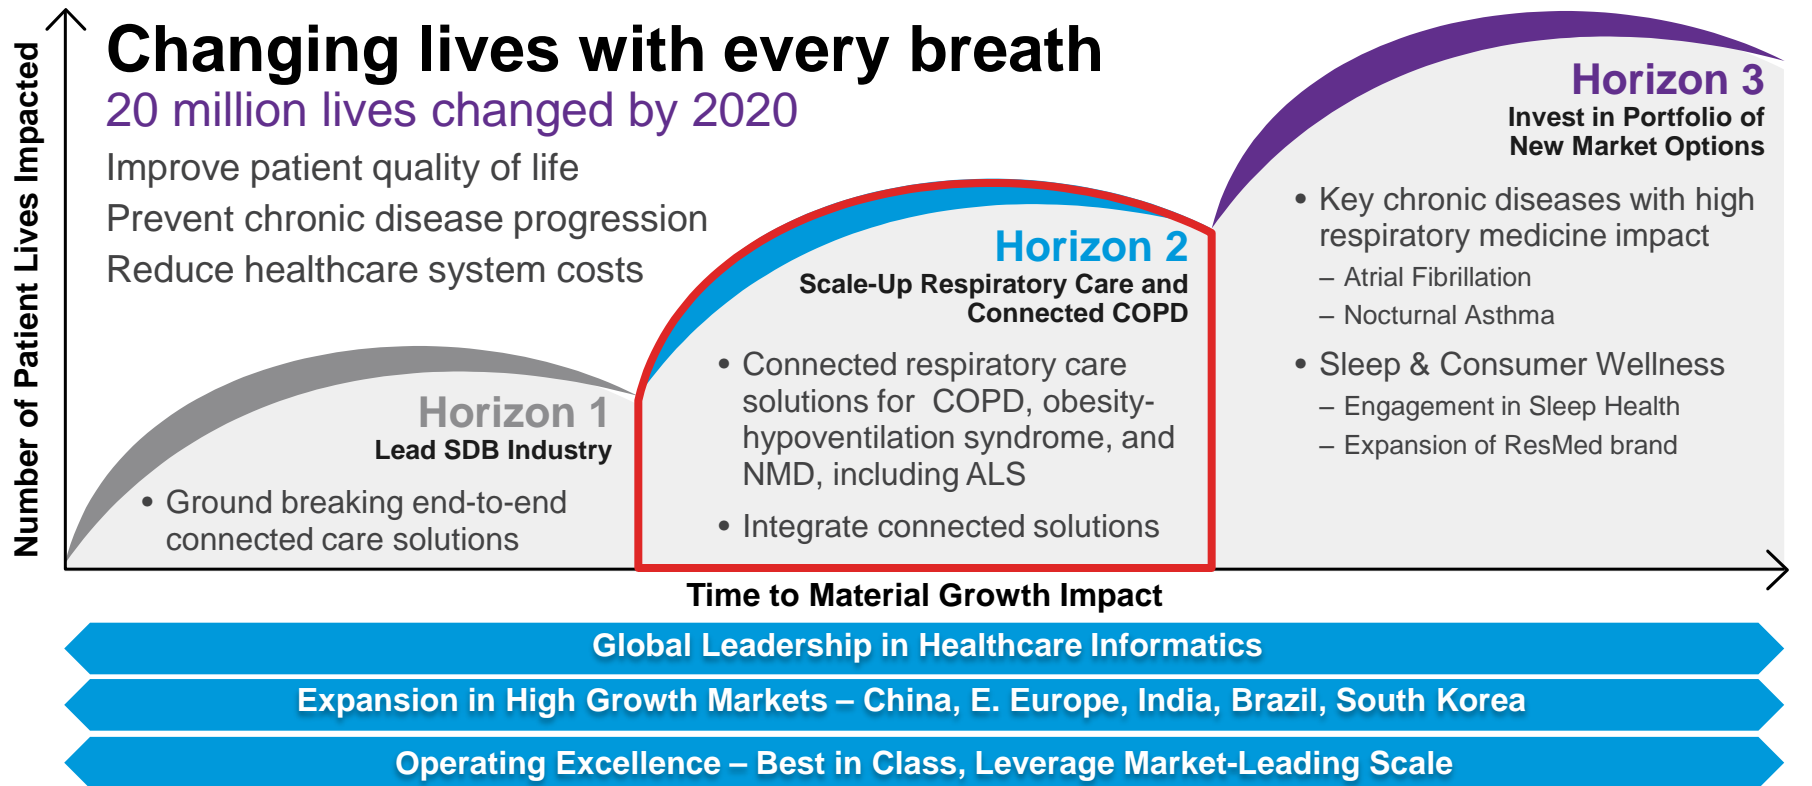 Number of Patient Lives Impacted
Changing lives with every breath
20 million lives changed by 2020
Improve patient quality of life
Prevent chronic disease progression
Reduce healthcare system costs
Horizon 1
Lead SDB Industry
• Ground breaking end-to-end
connected care solutions
Horizon 2
Scale-Up Respiratory Care and
Connected COPD
• Connected respiratory care
solutions for COPD, obesity-
hypoventilation syndrome, and
NMD, including ALS
• Integrate connected solutions
Horizon 3
Invest in Portfolio of
New Market Options
• Key chronic diseases with high
respiratory medicine impact
– Atrial Fibrillation
– Nocturnal Asthma
• Sleep & Consumer Wellness
– Engagement in Sleep Health
– Expansion of ResMed brand
Time to Material Growth Impact
Global Leadership in Healthcare Informatics
Expansion in High Growth Markets – China, E. Europe, India, Brazil, South Korea
Operating Excellence – Best in Class, Leverage Market-Leading Scale